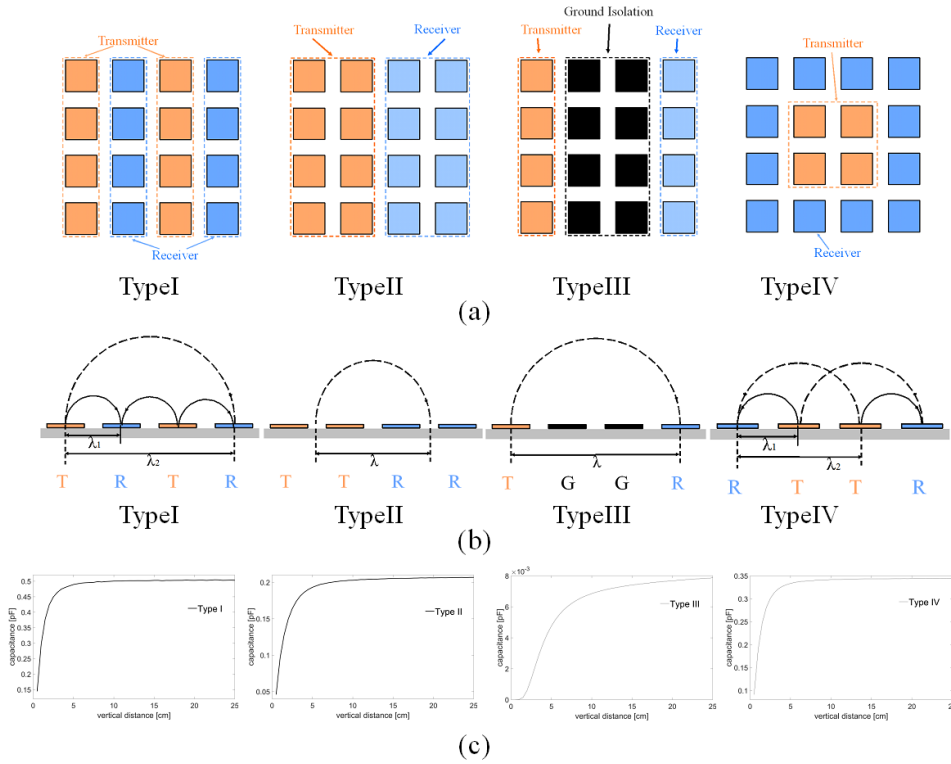 Ground Isolation
Transmitter
Transmitter
Receiver
Transmitter
Receiver
Transmitter
Receiver
Receiver
TypeI
TypeII
TypeIII
TypeIV
(a)
λ1
λ2
λ
λ
λ1
λ2
T R T R
T T R R
T G G R
R T T R
TypeI
TypeII
TypeIII
TypeIV
(b)
0.5
0.45
0.4
0.35
0.3
0.25
0.2
0.15
capacitance [pF]
Type I
0 5 10 15 20 25
vertical distance [cm]
0.2
0.15
0.1
0.05
capacitance [pF]
Type II
0 5 10 15 20 25
vertical distance [cm]
8 ×10-3
6
4
2
0
capacitance [pF]
Type III
0 5 10 15 20 25
vertical distance [cm]
0.35
0.3
0.25
0.2
0.15
0.1
capacitance [pF]
Type IV
0 5 10 15 20 25
vertical distance [cm]
(c)